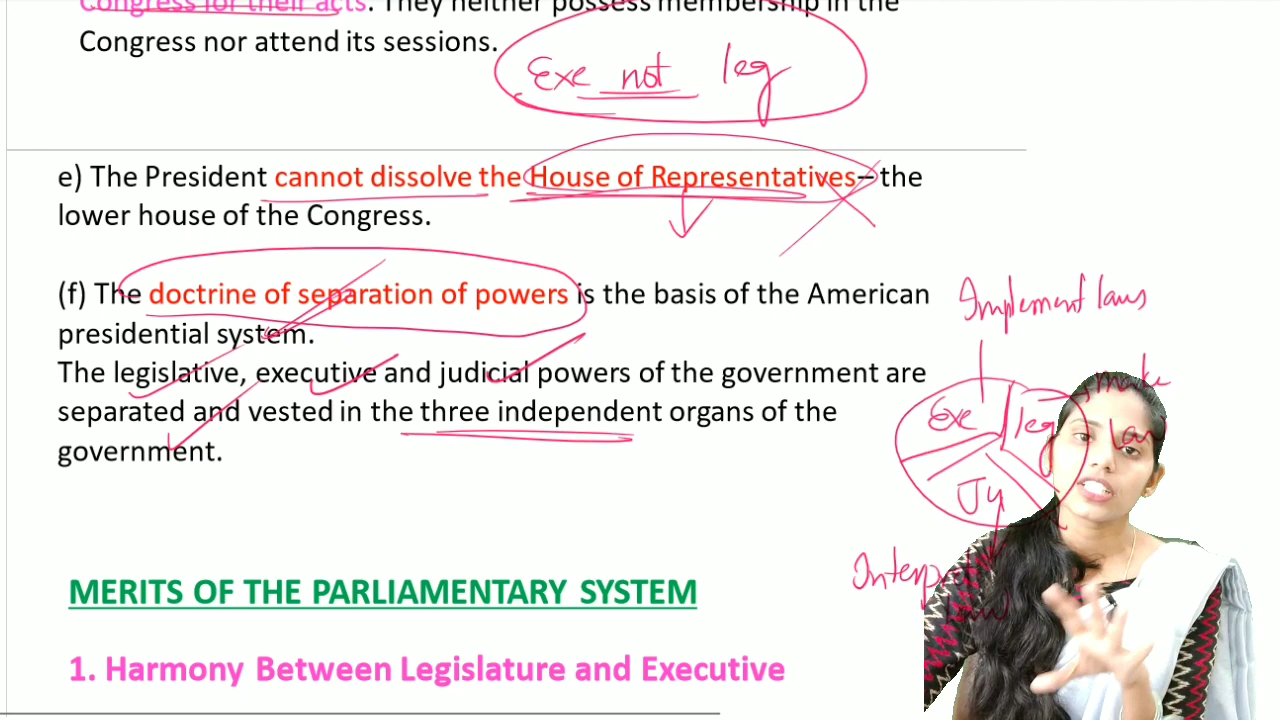 Congress for their acts. They neither possess membership in the
Congress nor attend its sessions.
Exe not leg
e) The President cannot dissolve the House of Representatives– the
lower house of the Congress.
(f) The doctrine of separation of powers is the basis of the American
presidential system.
Implement laws
The legislative, executive and judicial powers of the government are
separated and vested in the three independent organs of the
government.
make
law
Exe leg
Jy
MERITS OF THE PARLIAMENTARY SYSTEM
1. Harmony Between Legislature and Executive